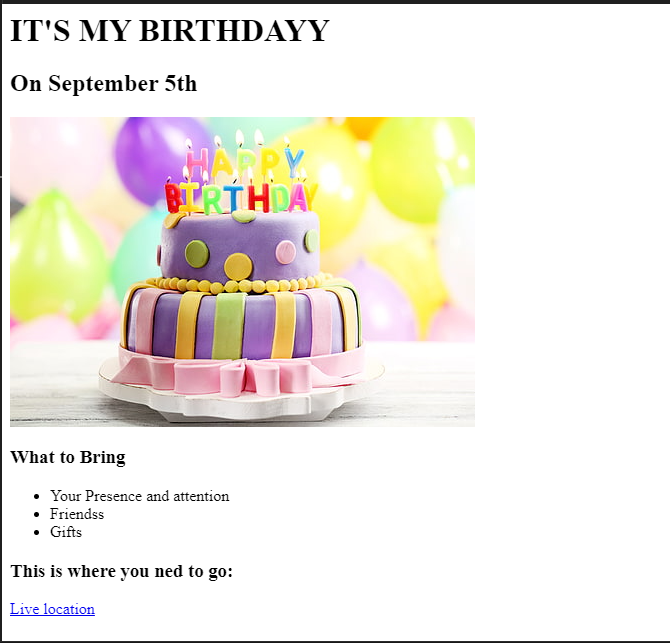 IT'S MY BIRTHDAYY
On September 5th
HAPPY
BIRTHDAY
What to Bring
Your Presence and attention
Friendss
Gifts
This is where you ned to go:
Live location